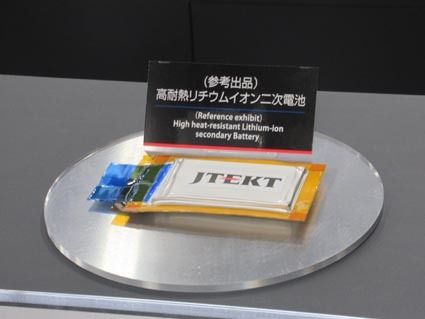 （参考出品）
高耐熱リチウムイオン二次電池
（Reference exhibit）
High heat-resistant Lithium-ion
secondary Battery
JTEKT